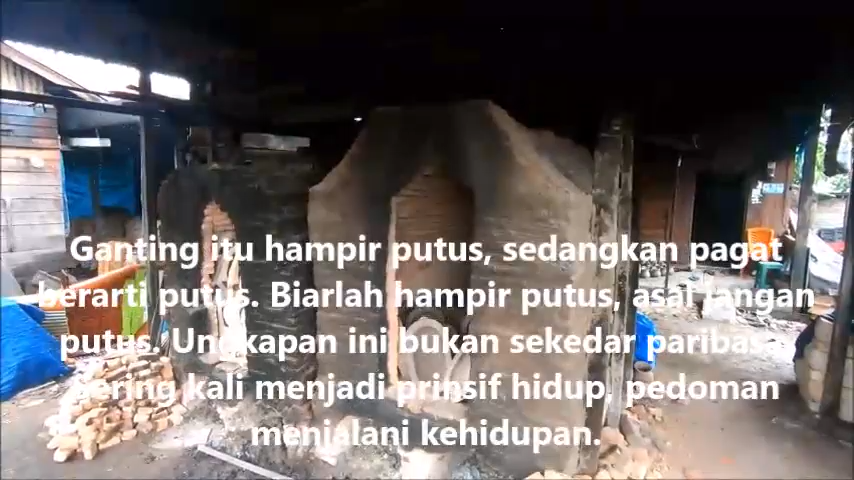 Ganting itu hampir putus, sedangkan pagat
berarti putus. Biarlah hampir putus, asal jangan
putus. Ungkapan ini bukan sekedar paribasa,
sering kali menjadi prinsif hidup, pedoman
menjalani kehidupan.